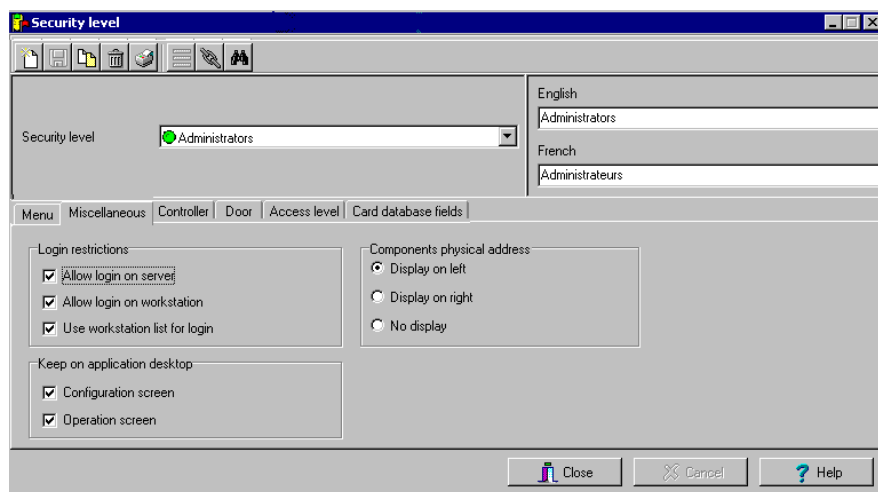 Security level
English
Administrators
Security level
Administrators
French
Administrateurs
Menu Miscellaneous Controller Door Access level Card database fields
Login restrictions
Allow login on server
Allow login on workstation
Use workstation list for login
Components physical address
Display on left
Display on right
No display
Keep on application desktop
Configuration screen
Operation screen
Close Cancel Help